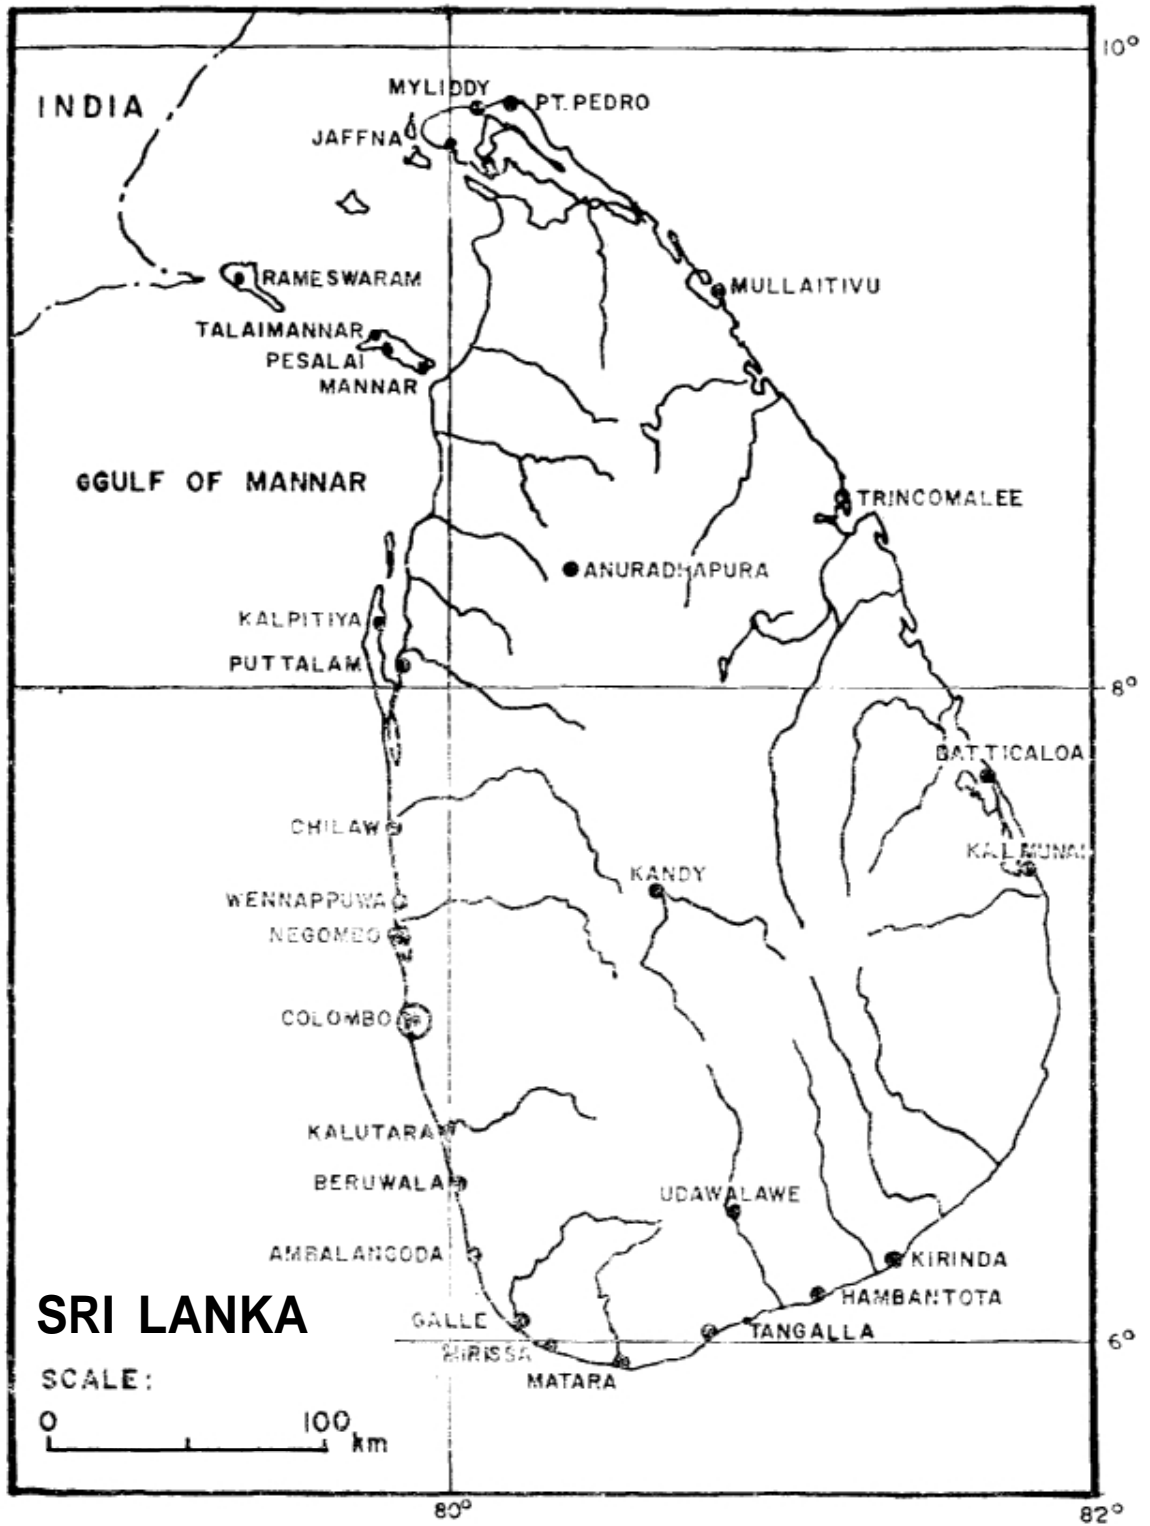 10°
INDIA
MYLIDDY
PT. PEDRO
JAFFNA
RAMESWARAM
MULLAITIVU
TALAIMANNAR
PESALAI
MANNAR
GGULF OF MANNAR
TRINCOMALEE
ANURADHAPURA
KALPITIYA
PUTTALAM
8°
BATTICALOA
CHILAW
KALMUNAI
KANDY
WENNAPPUWA
NEGOMBO
COLOMBO
KALUTARA
BERUWALA
UDAWALAWE
AMBALANGODA
KIRINDA
HAMBANTOTA
SRI LANKA
GALLE
TANGALLA
6°
MIRISSA
MATARA
SCALE:
0 100 km
80°
82°